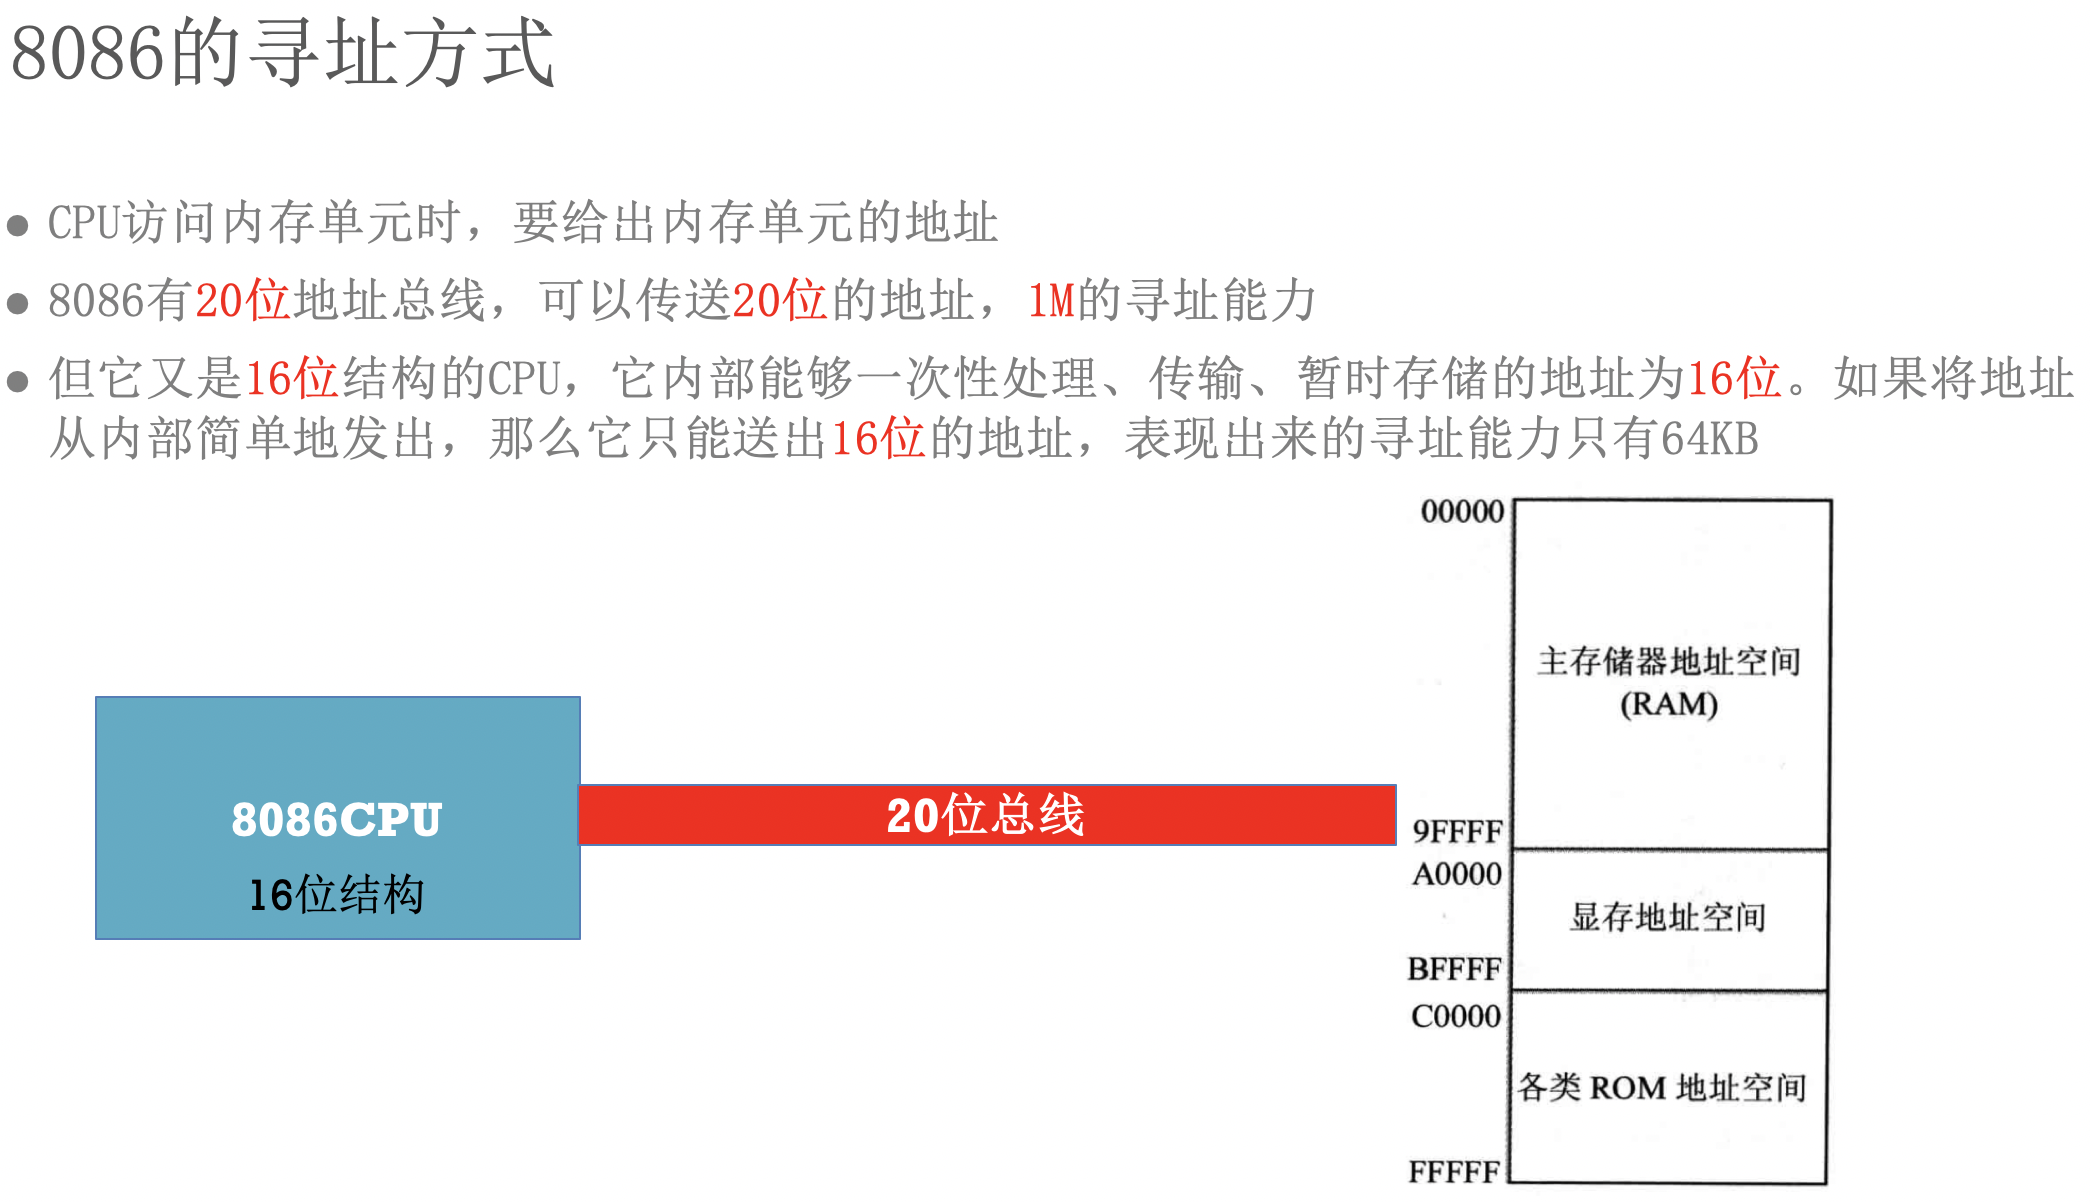 8086的寻址方式
● CPU访问内存单元时，要给出内存单元的地址
● 8086有20位地址总线，可以传送20位的地址，1M的寻址能力
● 但它又是16位结构的CPU，它内部能够一次性处理、传输、暂时存储的地址为16位。如果将地址
从内部简单地发出，那么它只能送出16位的地址，表现出来的寻址能力只有64KB
8086CPU
16位结构
20位总线
00000
主存储器地址空间
(RAM)
9FFFF
A0000
显存地址空间
BFFFF
C0000
各类 ROM 地址空间
FFFFF